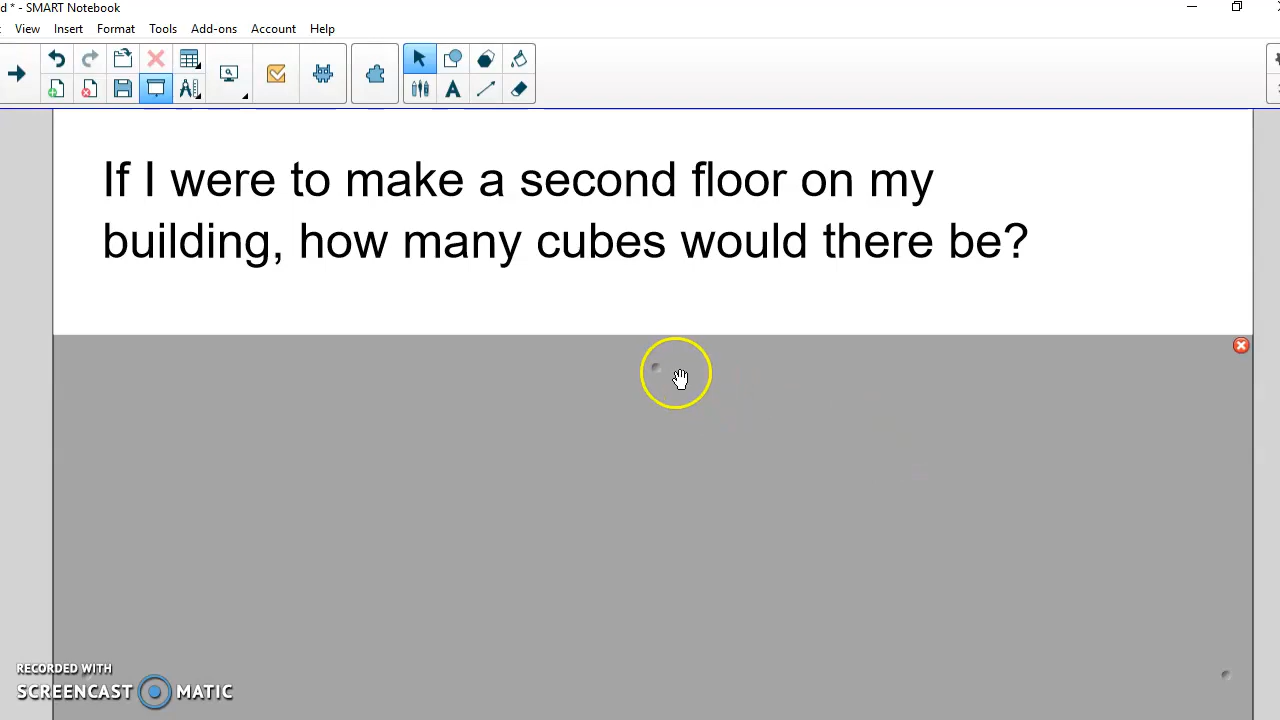 d * - SMART Notebook
View Insert Format Tools Add-ons Account Help
If I were to make a second floor on my
building, how many cubes would there be?
RECORDED WITH
SCREENCAST MATIC